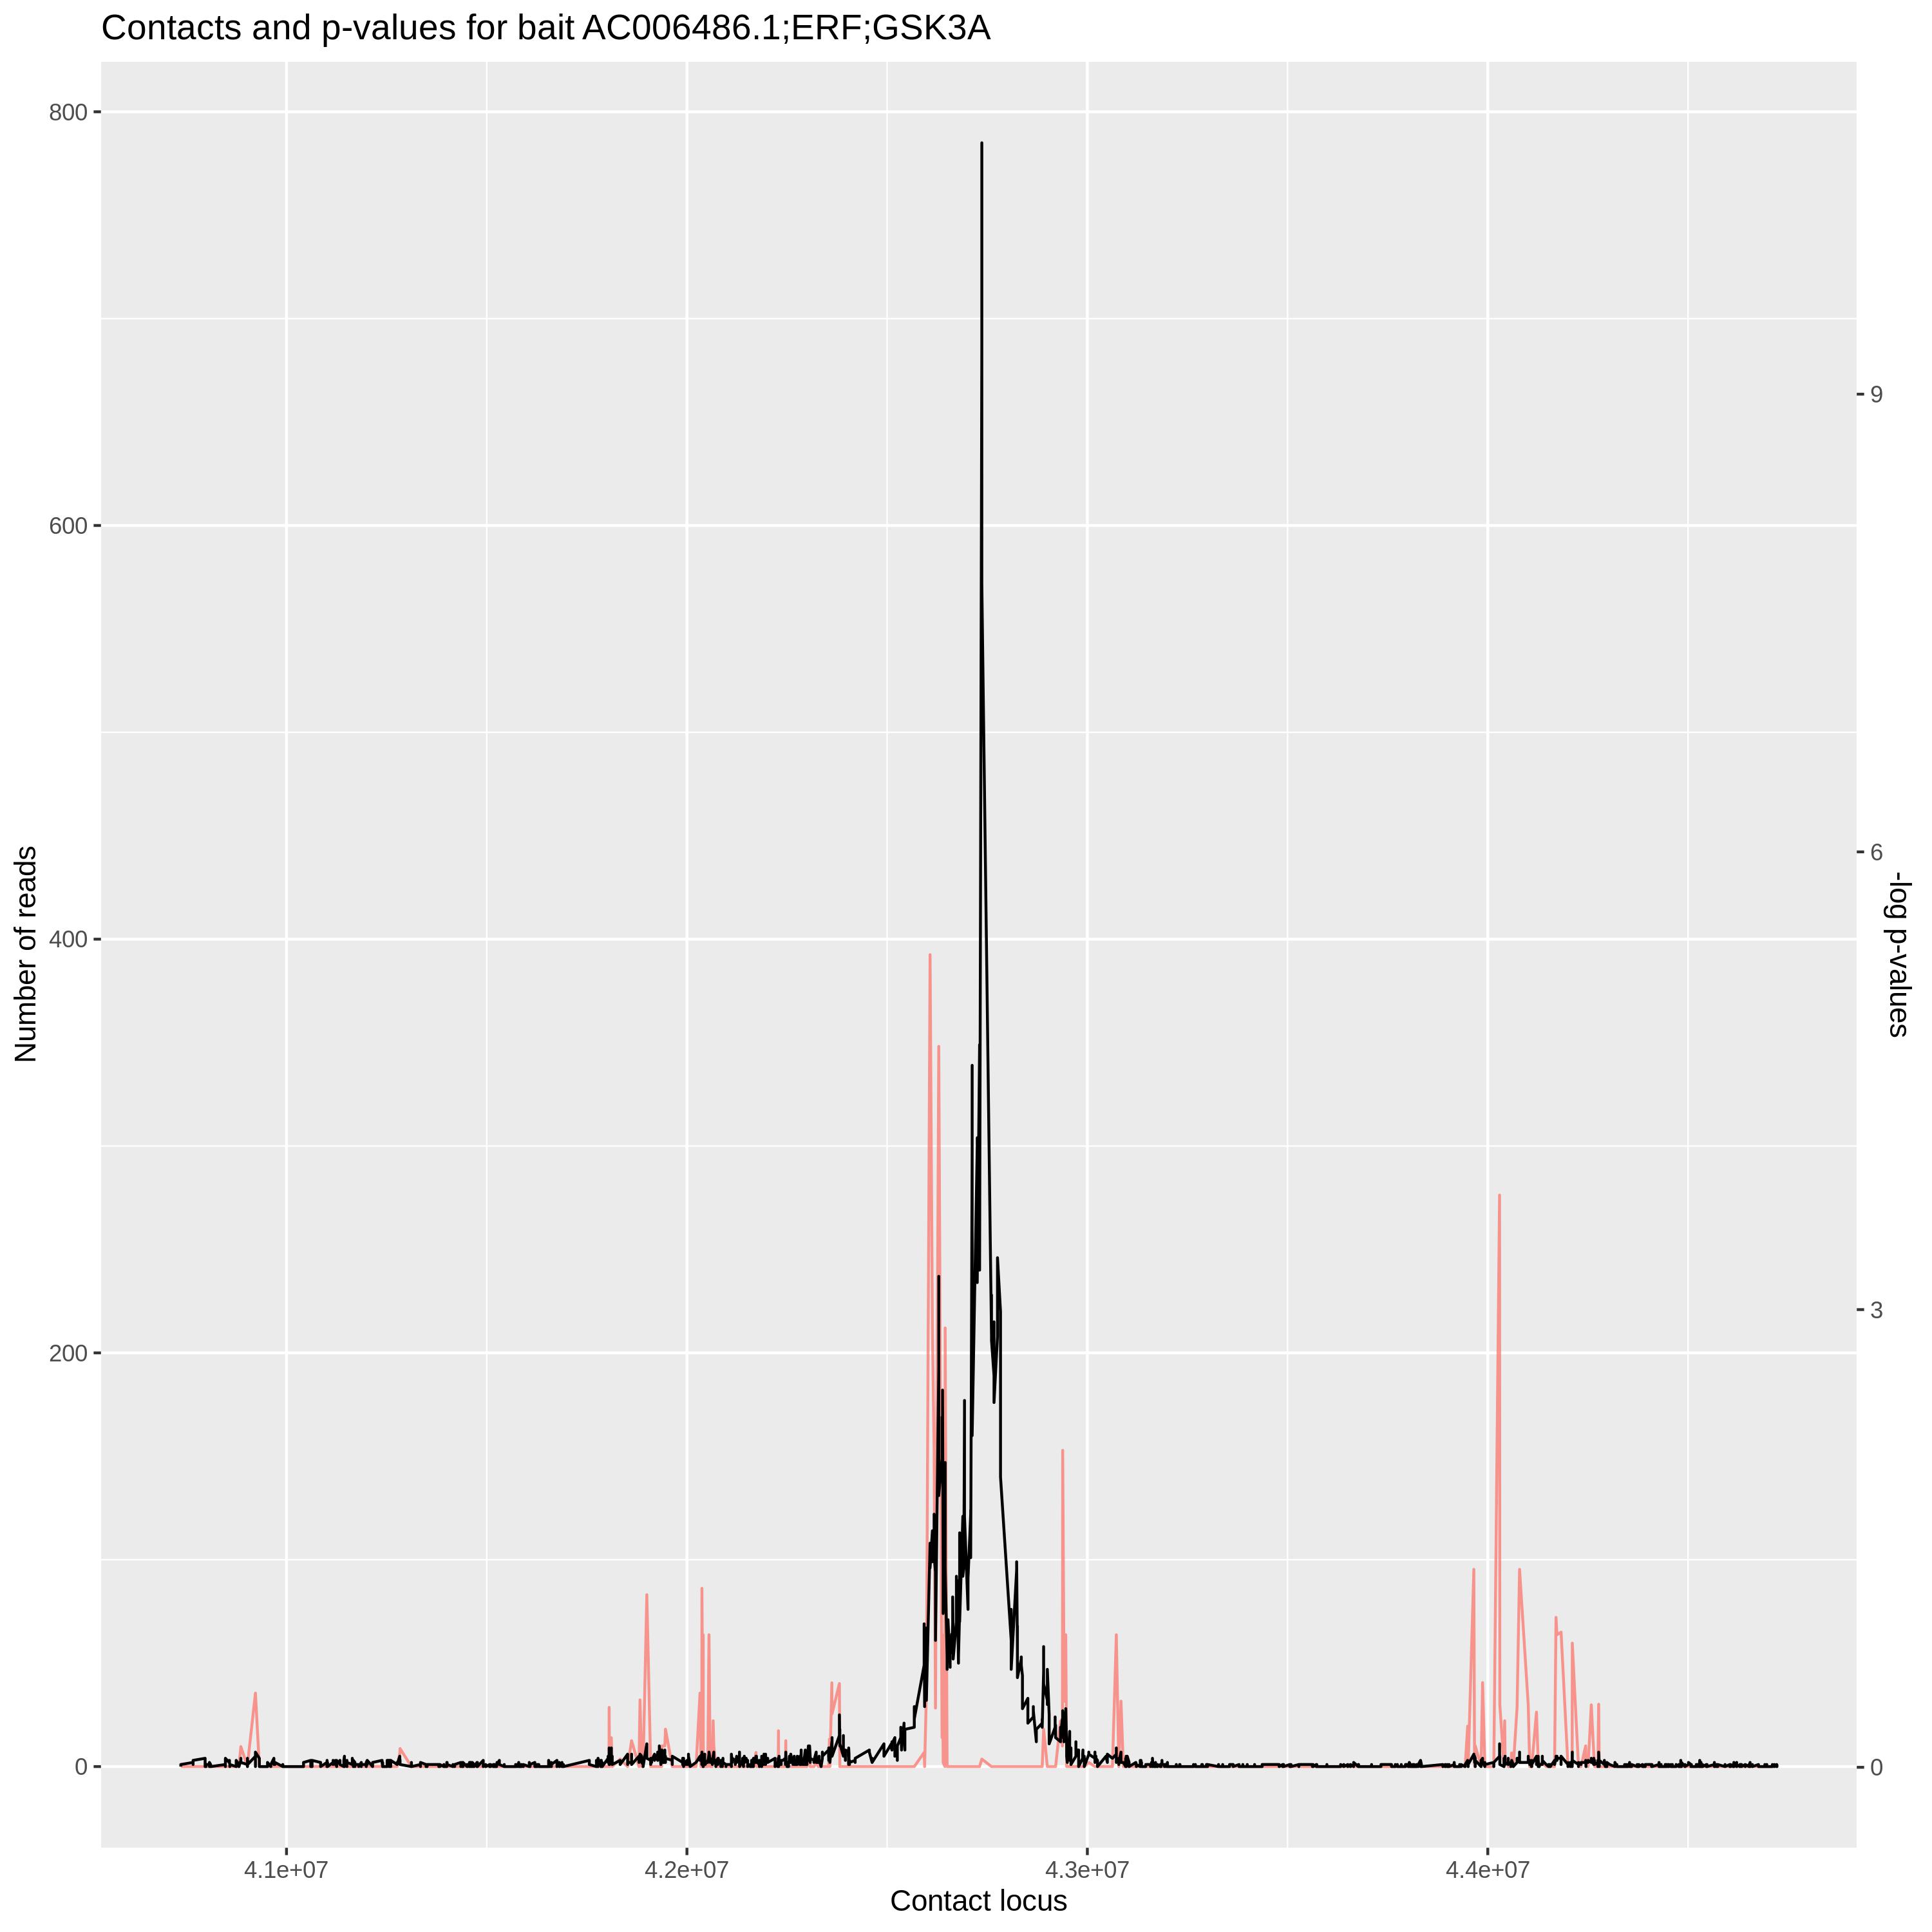 Contacts and p-values for bait AC006486.1;ERF;GSK3A
800
600
400
200
0
Number of reads
9
6
3
0
-log p-values
4.1e+07 4.2e+07 4.3e+07 4.4e+07
Contact locus